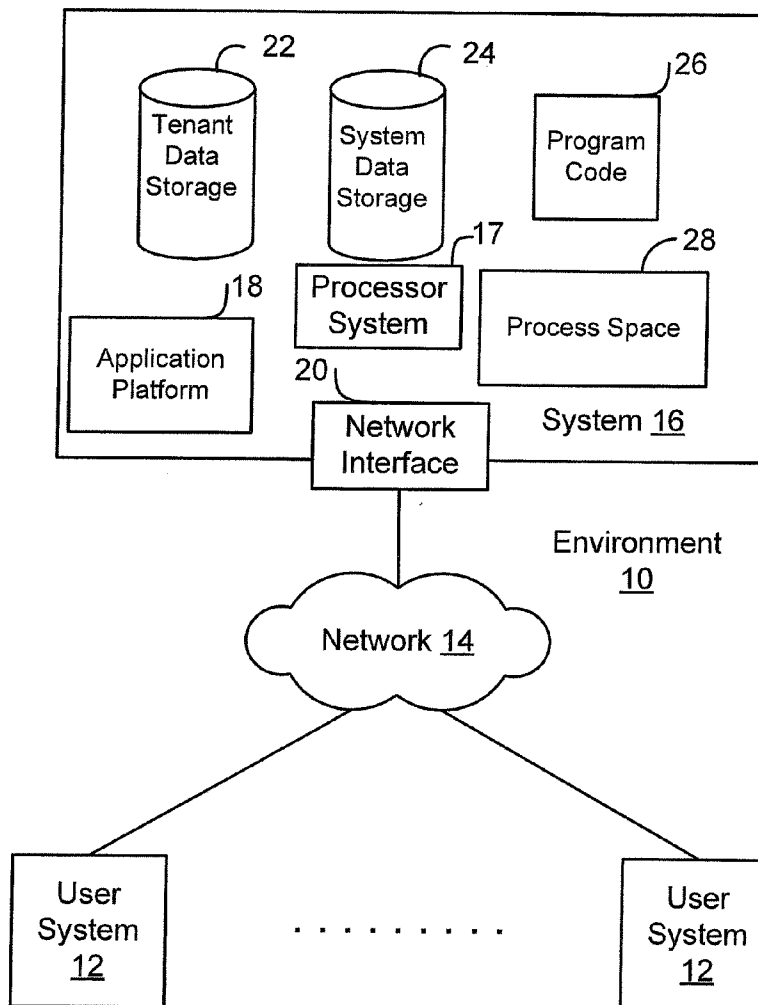 22
24
26
Tenant
Data
Storage
System
Data
Storage
Program
Code
17
28
18
Processor
System
Process Space
Application
Platform
20
Network
Interface
System 16
Environment
10
Network 14
User
System
12
. . . . . . . . .
User
System
12